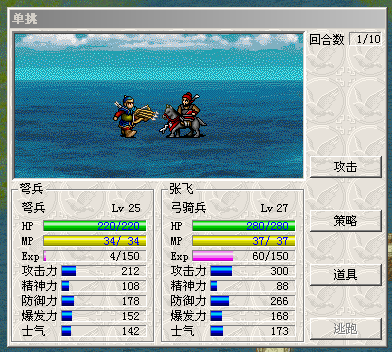 单挑
回合数 1/10
攻击
策略
道具
逃跑
弩兵
弩兵 Lv 25
HP 220/220
MP 34/ 34
Exp 4/150
攻击力 212
精神力 108
防御力 178
爆发力 152
士气 142
张飞
弓骑兵 Lv 27
HP 280/280
MP 37/ 37
Exp 60/150
攻击力 300
精神力 88
防御力 266
爆发力 168
士气 173